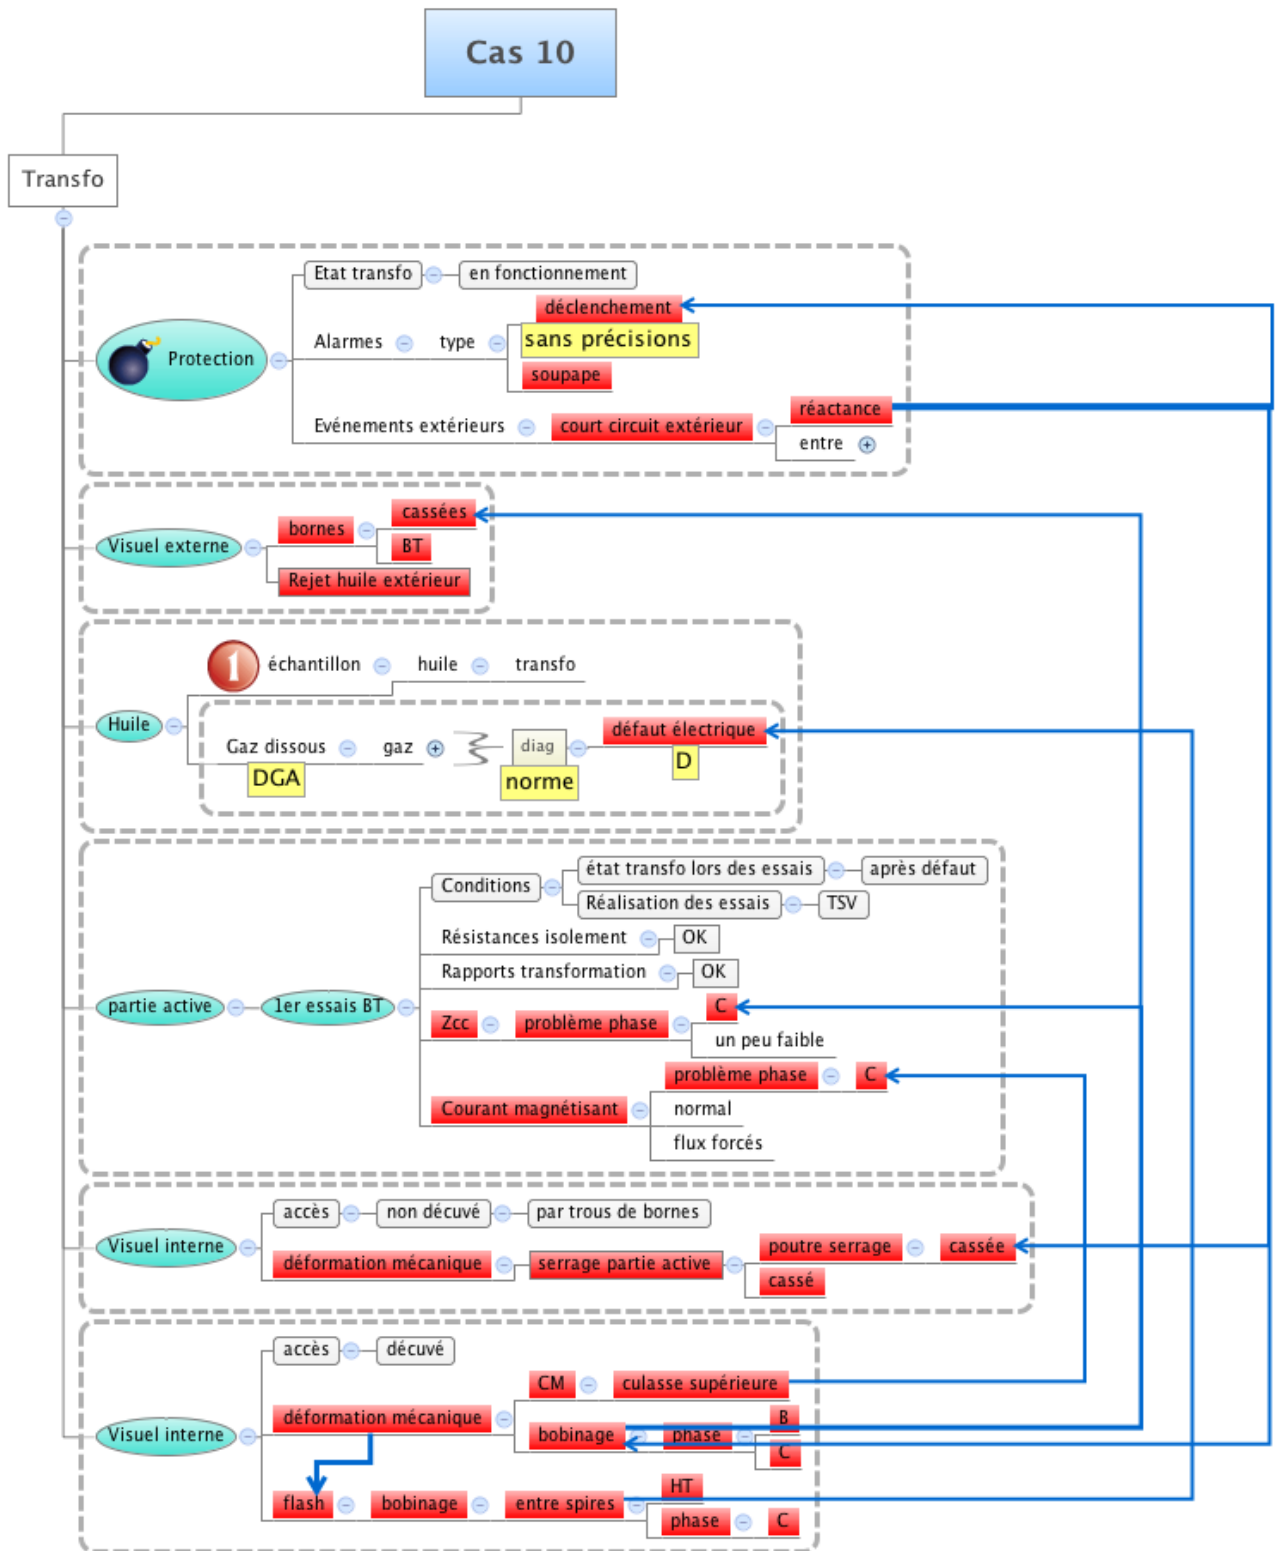 Cas 10
Transfo
Etat transfo en fonctionnement
déclenchement
Protection Alarmes type sans précisions
soupape
réactance
Evénements extérieurs court circuit extérieur
entre
cassées
bornes
Visuel externe BT
Rejet huile extérieur
1 échantillon huile transfo
Huile
défaut électrique
Gaz dissous gaz diag
D
DGA norme
état transfo lors des essais après défaut
Conditions
Réalisation des essais TSV
Résistances isolement OK
Rapports transformation OK
partie active 1er essais BT C
Zcc problème phase
un peu faible
problème phase C
Courant magnétisant normal
flux forcés
accès non décuvé par trous de bornes
Visuel interne poutre serrage cassée
déformation mécanique serrage partie active
cassé
accès décuvé
CM culasse supérieure
déformation mécanique B
Visuel interne bobinage phase
C
HT
flash bobinage entre spires
phase C